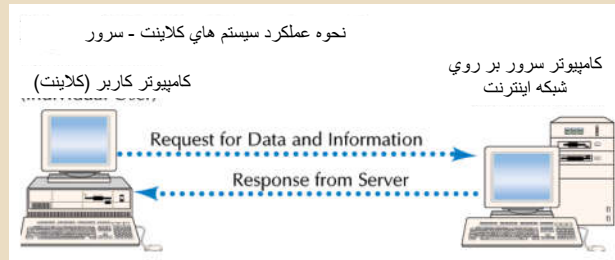 نحوه عملکرد سيستم هاي کلاينت - سرور
کامپيوتر سرور بر روي
شبکه اينترنت
کامپيوتر کاربر (کلاينت)
Request for Data and Information
Response from Server